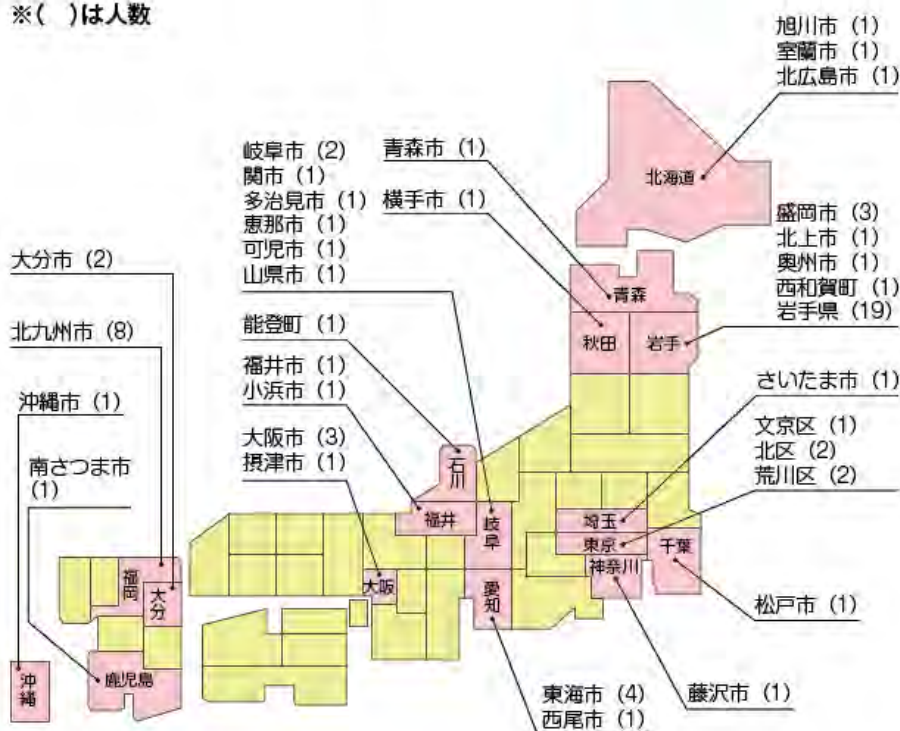 ※( )は人数
旭川市（1）
室蘭市（1）
北広島市（1）
北海道
岐阜市（2）
関市（1）
多治見市（1）
恵那市（1）
可児市（1）
山県市（1）
青森市（1）
横手市（1）
盛岡市（3）
北上市（1）
奥州市（1）
西和賀町（1）
岩手県（19）
青森
秋田
岩手
大分市（2）
北九州市（8）
沖縄市（1）
南さつま市
（1）
能登町（1）
福井市（1）
小浜市（1）
大阪市（3）
摂津市（1）
さいたま市（1）
文京区（1）
北区（2）
荒川区（2）
石川
福井
岐阜
埼玉
東京
千葉
神奈川
大阪
愛知
福岡
大分
鹿児島
沖縄
松戸市（1）
藤沢市（1）
東海市（4）
西尾市（1）